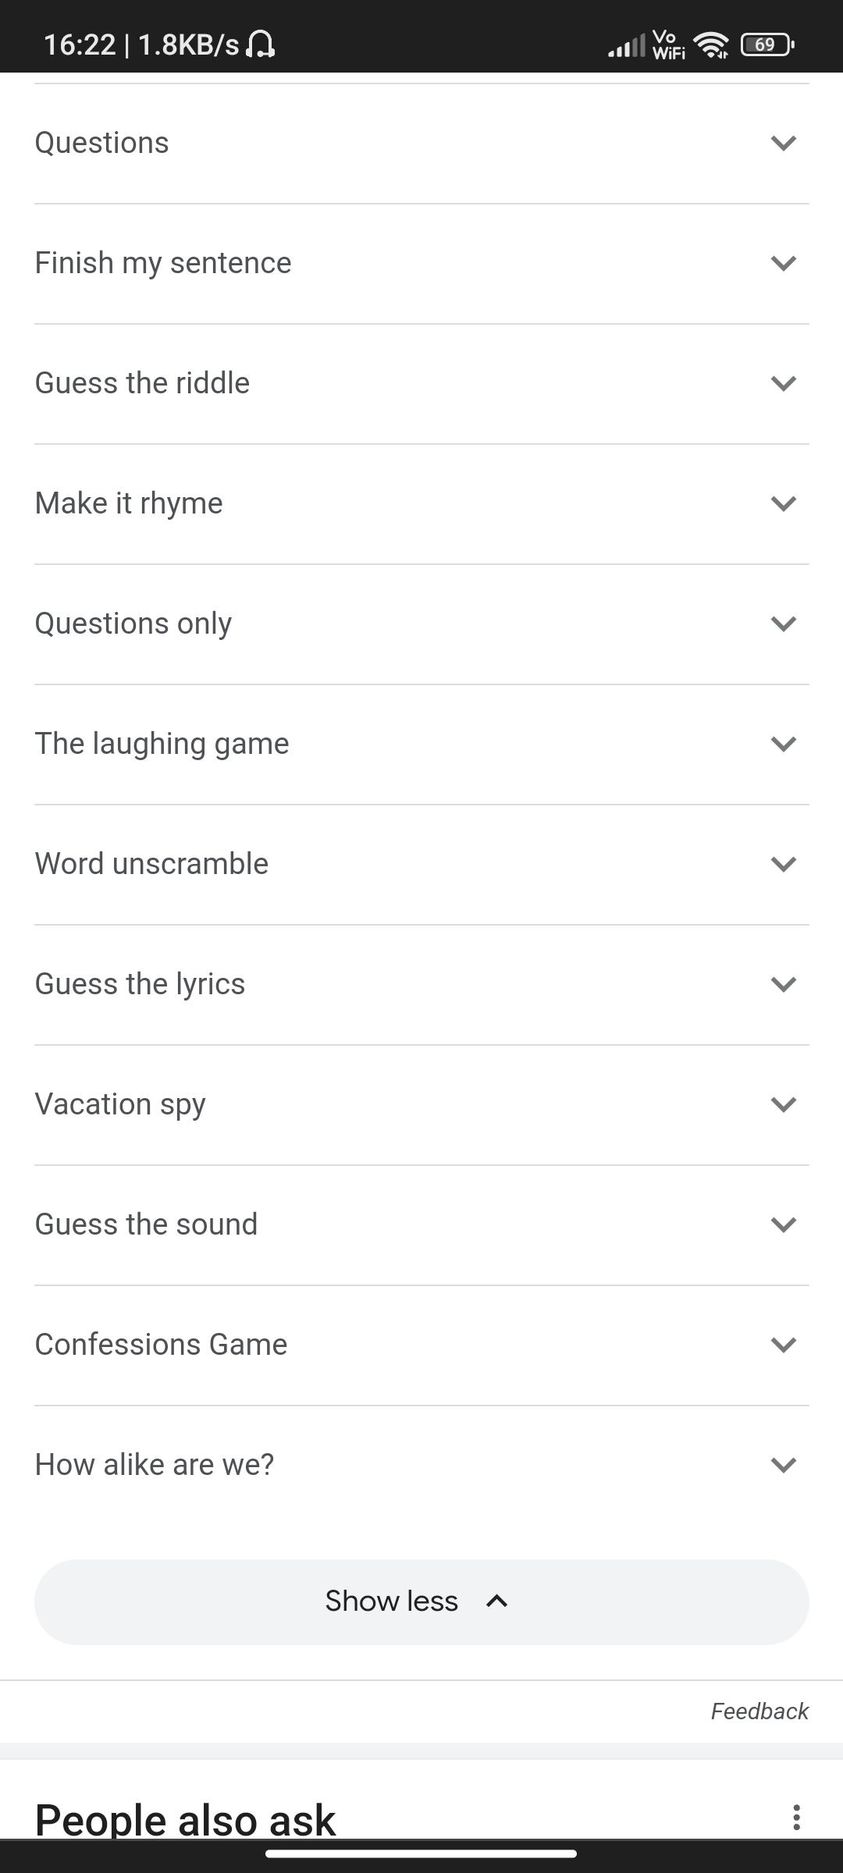 16:22 | 1.8KB/s
Vo
WiFi
69
Questions
Finish my sentence
Guess the riddle
Make it rhyme
Questions only
The laughing game
Word unscramble
Guess the lyrics
Vacation spy
Guess the sound
Confessions Game
How alike are we?
Show less
Feedback
People also ask